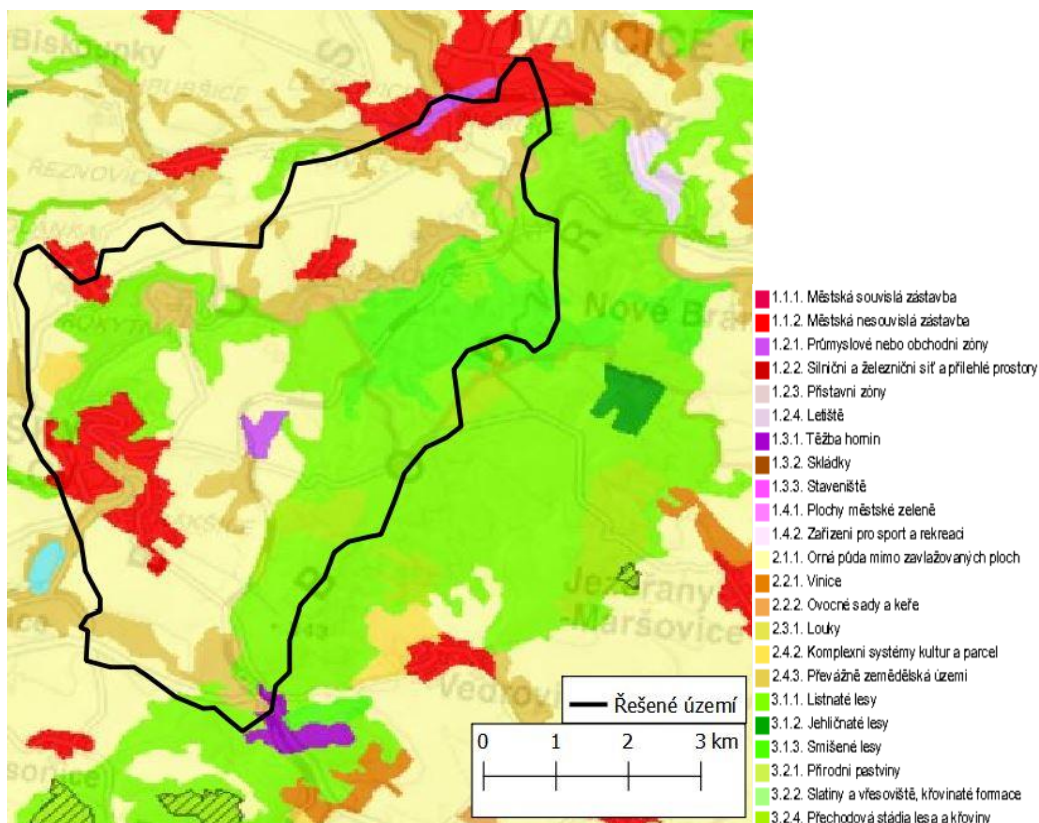 Biskoupky
IVANČICE
HRUBŠICE
ŘEZNOVICE
ROKYTNÁ
Nové Bran
Jezeřany
-Maršovice
Vedrovi
sonice
Řešené území
0 1 2 3 km
1.1.1. Městská souvislá zástavba
1.1.2. Městská nesouvislá zástavba
1.2.1. Průmyslové nebo obchodní zóny
1.2.2. Silniční a železniční síť a přilehlé prostory
1.2.3. Přístavní zóny
1.2.4. Letiště
1.3.1. Těžba hornin
1.3.2. Skládky
1.3.3. Staveniště
1.4.1. Plochy městské zeleně
1.4.2. Zařízení pro sport a rekreaci
2.1.1. Orná půda mimo zavlažovaných ploch
2.2.1. Vinice
2.2.2. Ovocné sady a keře
2.3.1. Louky
2.4.2. Komplexní systémy kultur a parcel
2.4.3. Převážně zemědělská území
3.1.1. Listnaté lesy
3.1.2. Jehličnaté lesy
3.1.3. Smíšené lesy
3.2.1. Přírodní pastviny
3.2.2. Slatiny a vřesoviště, křovinaté formace
3.2.4. Přechodová stádia lesa a křoviny